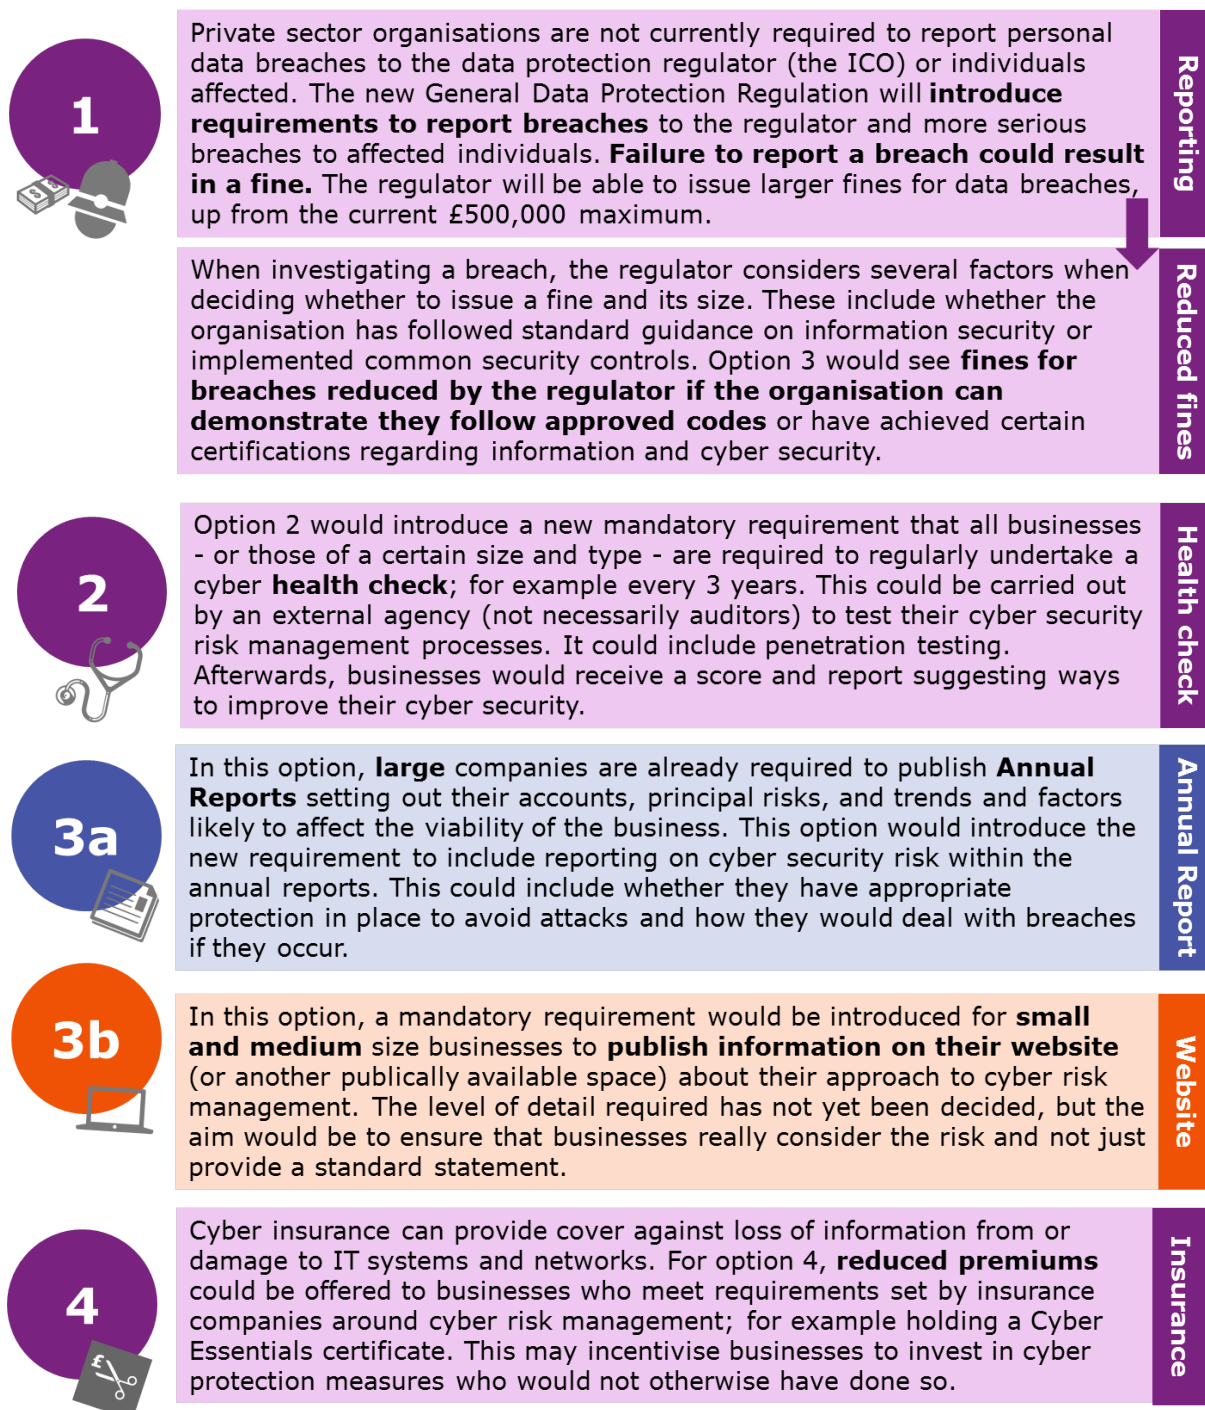 1
Private sector organisations are not currently required to report personal
data breaches to the data protection regulator (the ICO) or individuals
affected. The new General Data Protection Regulation will introduce
requirements to report breaches to the regulator and more serious
breaches to affected individuals. Failure to report a breach could result
in a fine. The regulator will be able to issue larger fines for data breaches,
up from the current £500,000 maximum.
Reporting
When investigating a breach, the regulator considers several factors when
deciding whether to issue a fine and its size. These include whether the
organisation has followed standard guidance on information security or
implemented common security controls. Option 3 would see fines for
breaches reduced by the regulator if the organisation can
demonstrate they follow approved codes or have achieved certain
certifications regarding information and cyber security.
Reduced fines
2
Option 2 would introduce a new mandatory requirement that all businesses
- or those of a certain size and type - are required to regularly undertake a
cyber health check; for example every 3 years. This could be carried out
by an external agency (not necessarily auditors) to test their cyber security
risk management processes. It could include penetration testing.
Afterwards, businesses would receive a score and report suggesting ways
to improve their cyber security.
Health check
3a
In this option, large companies are already required to publish Annual
Reports setting out their accounts, principal risks, and trends and factors
likely to affect the viability of the business. This option would introduce the
new requirement to include reporting on cyber security risk within the
annual reports. This could include whether they have appropriate
protection in place to avoid attacks and how they would deal with breaches
if they occur.
Annual Report
3b
In this option, a mandatory requirement would be introduced for small
and medium size businesses to publish information on their website
(or another publically available space) about their approach to cyber risk
management. The level of detail required has not yet been decided, but the
aim would be to ensure that businesses really consider the risk and not just
provide a standard statement.
Website
4
£
Cyber insurance can provide cover against loss of information from or
damage to IT systems and networks. For option 4, reduced premiums
could be offered to businesses who meet requirements set by insurance
companies around cyber risk management; for example holding a Cyber
Essentials certificate. This may incentivise businesses to invest in cyber
protection measures who would not otherwise have done so.
Insurance